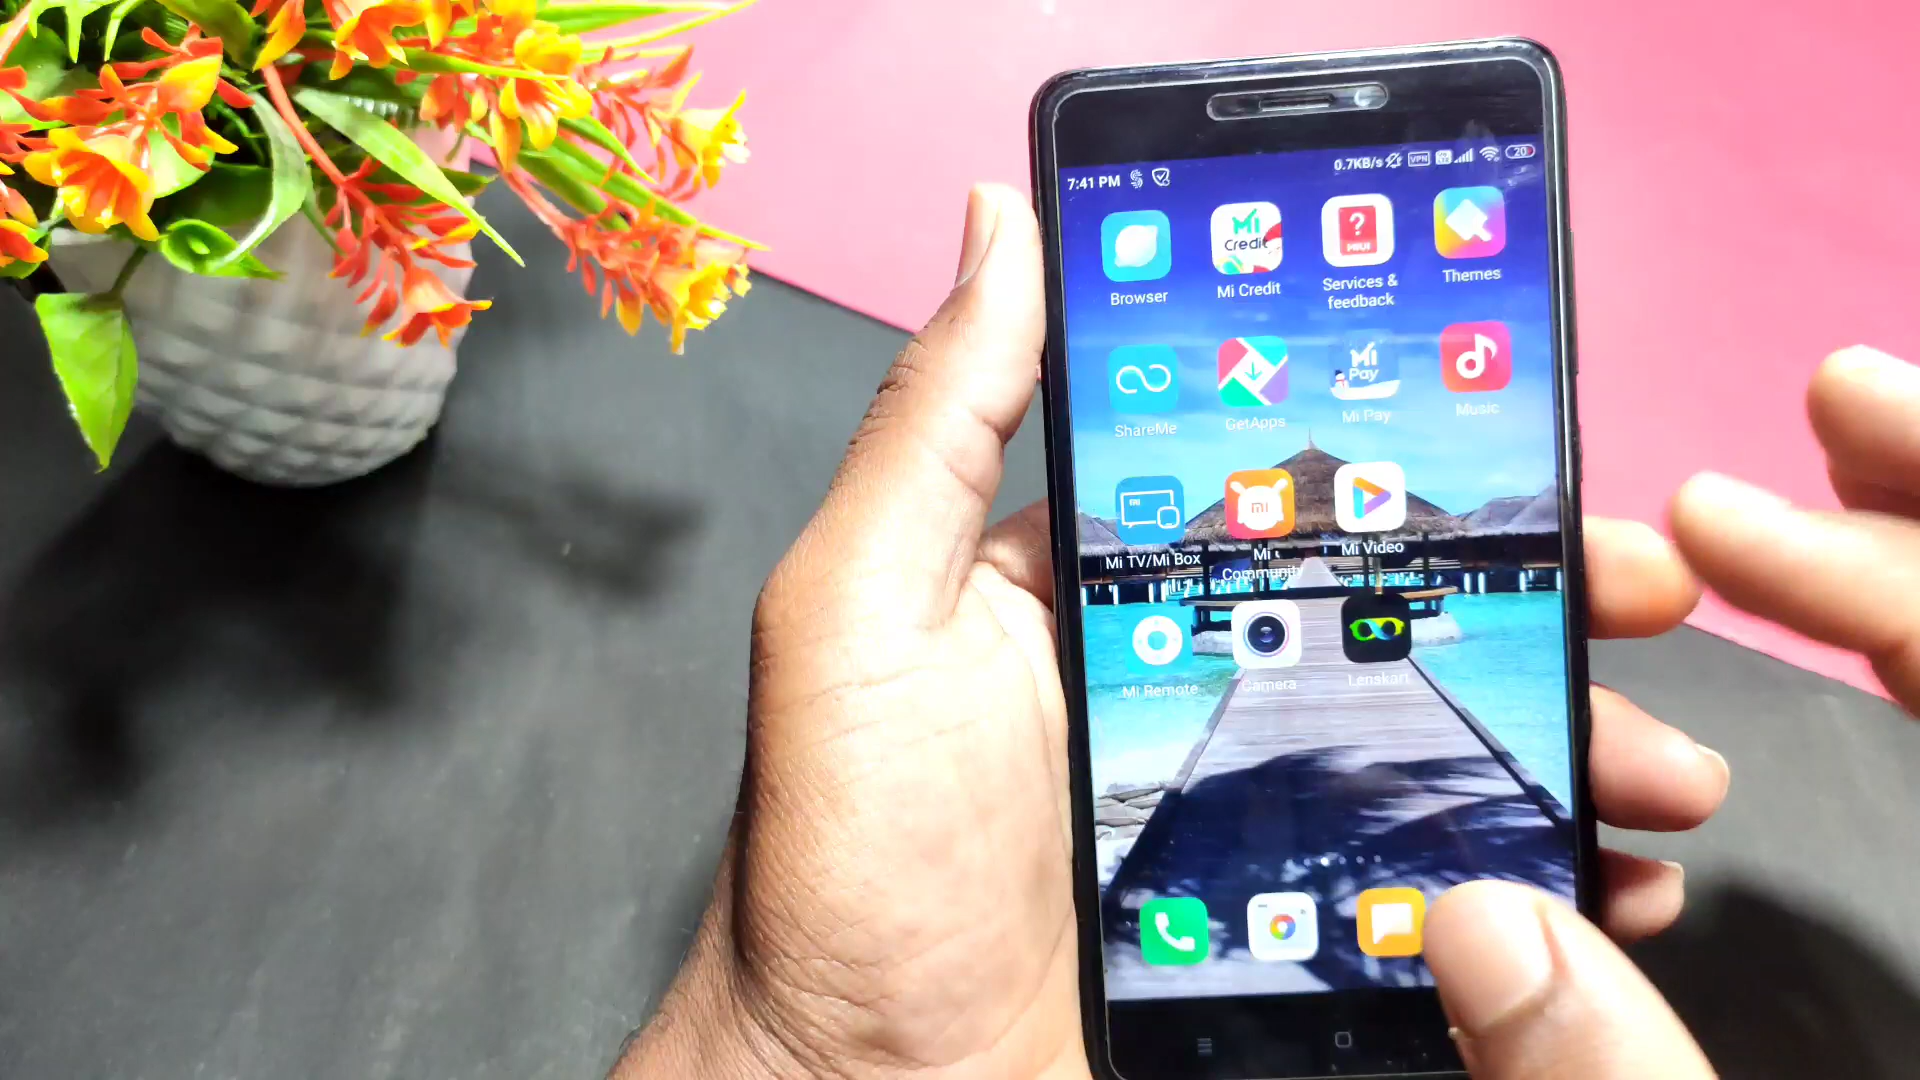 7:41 PM
0.7KB/s VPN 20
Browser
Mi
Credit
Mi Credit
?
MIUI
Services &
feedback
Themes
ShareMe
GetApps
Mi
Pay
Mi Pay
Music
Mi TV/Mi Box
mi
Mi
Mi Video
Mi Remote
Camera
Lenskart